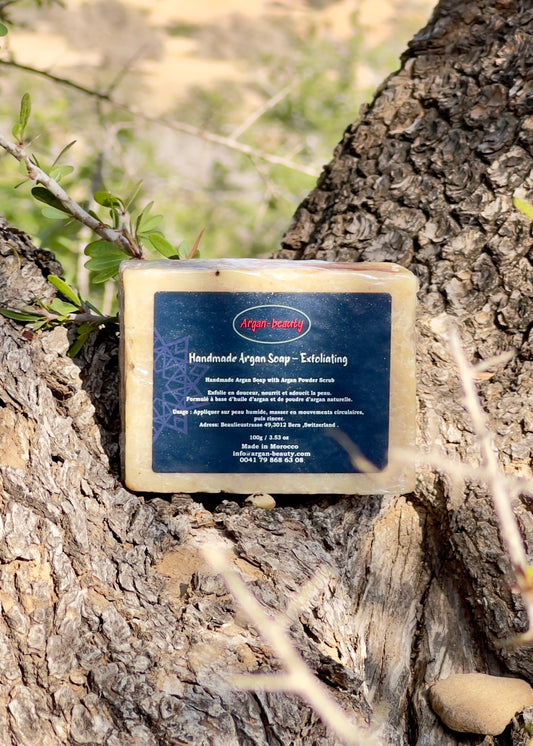 Argan-beauty
Handmade Argan Soap – Exfoliating
Handmade Argan Soap with Argan Powder Scrub
Exfolie en douceur, nourrit et adoucit la peau.
Formulé à base d'huile d'argan et de poudre d'argan naturelle.
Usage : Appliquer sur peau humide, masser en mouvements circulaires,
puis rincer.
Adress: Beaulieustrasse 49,3012 Bern ,Switzerland .
100g / 3.53 oz
Made in Morocco
info@argan-beauty.com
0041 79 868 63 08